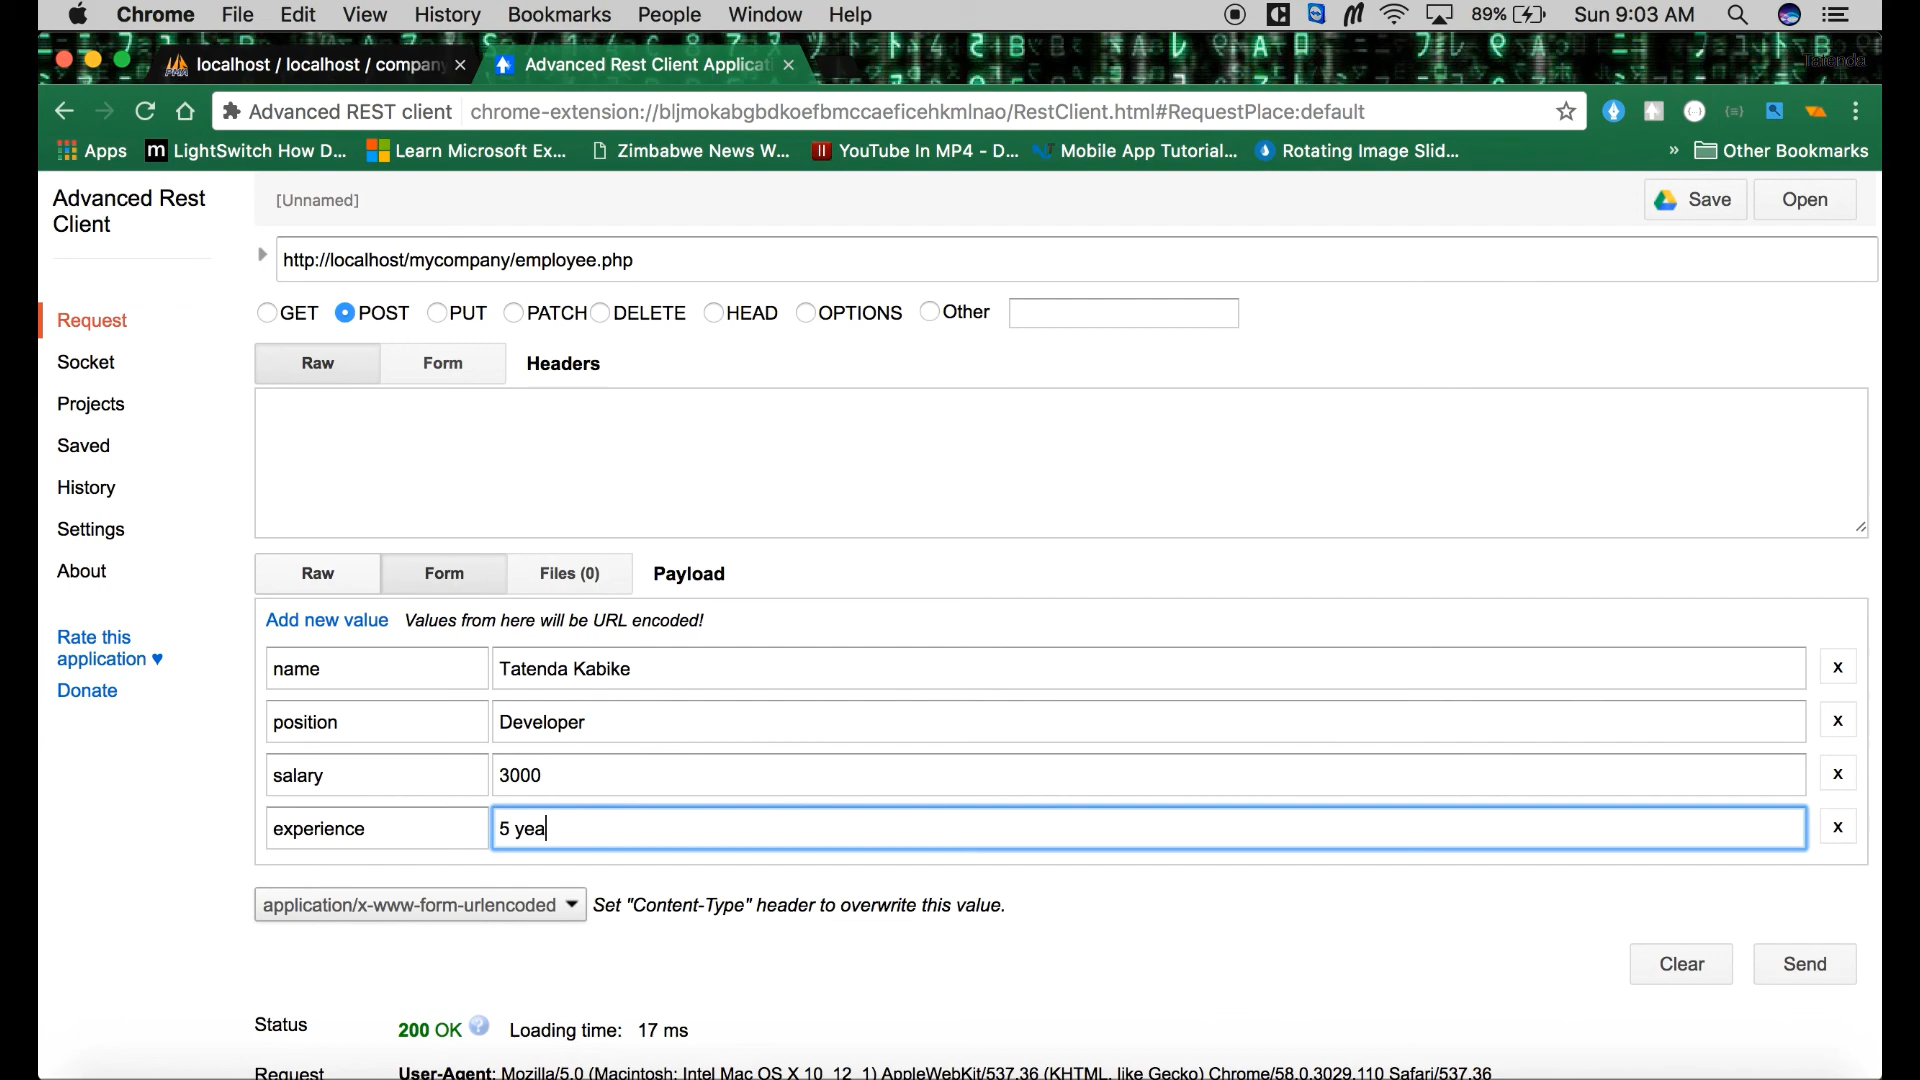 Chrome File Edit View History Bookmarks People Window Help 89% Sun 9:03 AM
localhost / localhost / company × Advanced Rest Client Applicati × Tatenda
Advanced REST client chrome-extension://bljmokabgbdkoefbmccaeficehkmlnao/RestClient.html#RequestPlace:default
Apps LightSwitch How D... Learn Microsoft Ex... Zimbabwe News W... YouTube In MP4 - D... Mobile App Tutorial... Rotating Image Slid... » Other Bookmarks
Advanced Rest
Client
[Unnamed] Save Open
http://localhost/mycompany/employee.php
GET POST PUT PATCH DELETE HEAD OPTIONS Other
Request
Socket
Projects
Saved
History
Settings
About
Rate this
application ♥
Donate
Raw Form Headers
Raw Form Files (0) Payload
Add new value Values from here will be URL encoded!
name Tatenda Kabike x
position Developer x
salary 3000 x
experience 5 yea x
application/x-www-form-urlencoded Set "Content-Type" header to overwrite this value.
Clear Send
Status 200 OK Loading time: 17 ms
Request User-Agent: Mozilla/5.0 (Macintosh; Intel Mac OS X 10_12_1) AppleWebKit/537.36 (KHTML, like Gecko) Chrome/58.0.3029.110 Safari/537.36